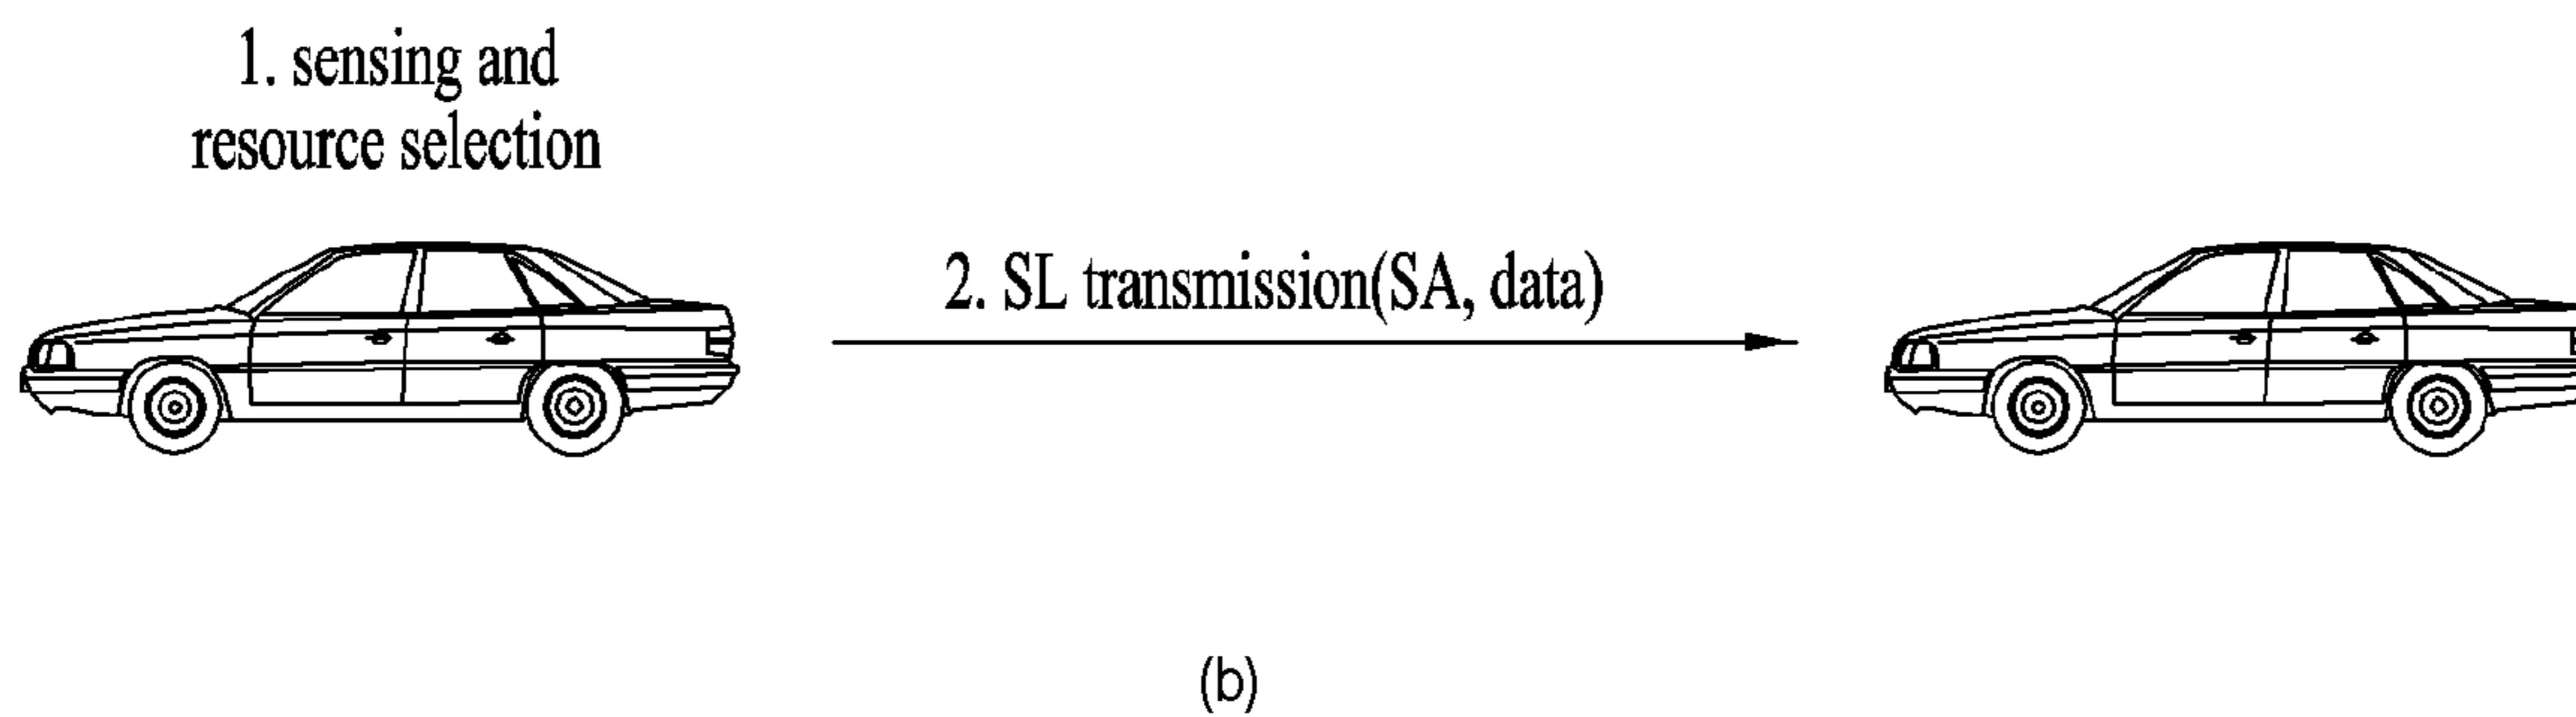 1. sensing and
resource selection
2. SL transmission(SA, data)
(b)